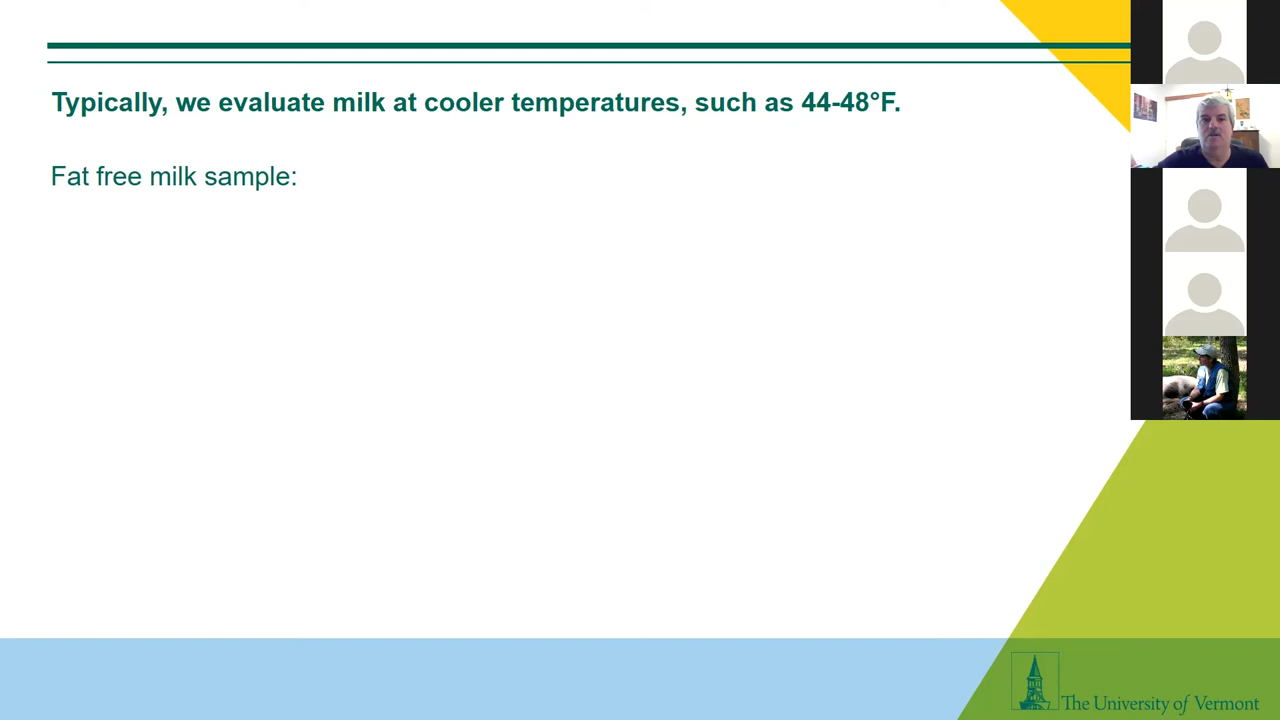 Typically, we evaluate milk at cooler temperatures, such as 44-48°F.
Fat free milk sample:
The University of Vermont